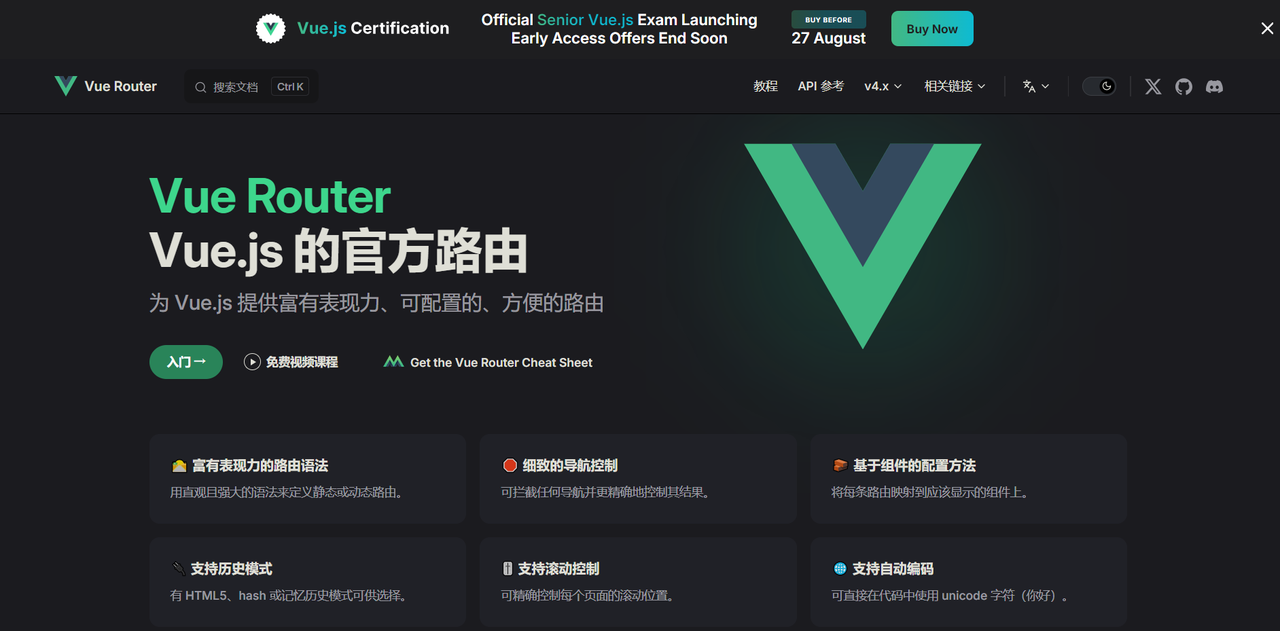 Vue.js Certification
Official Senior Vue.js Exam Launching
Early Access Offers End Soon
BUY BEFORE
27 August
Buy Now
Vue Router
搜索文档
Ctrl K
教程
API 参考
v4.x
相关链接
Vue Router
Vue.js 的官方路由
为 Vue.js 提供富有表现力、可配置的、方便的路由
入门→
免费视频课程
Get the Vue Router Cheat Sheet
富有表现力的路由语法
用直观且强大的语法来定义静态或动态路由。
细致的导航控制
可拦截任何导航并更精确地控制其结果。
基于组件的配置方法
将每条路由映射到应该显示的组件上。
支持历史模式
有 HTML5、hash 或记忆历史模式可供选择。
支持滚动控制
可精确控制每个页面的滚动位置。
支持自动编码
可直接在代码中使用 unicode 字符（你好）。